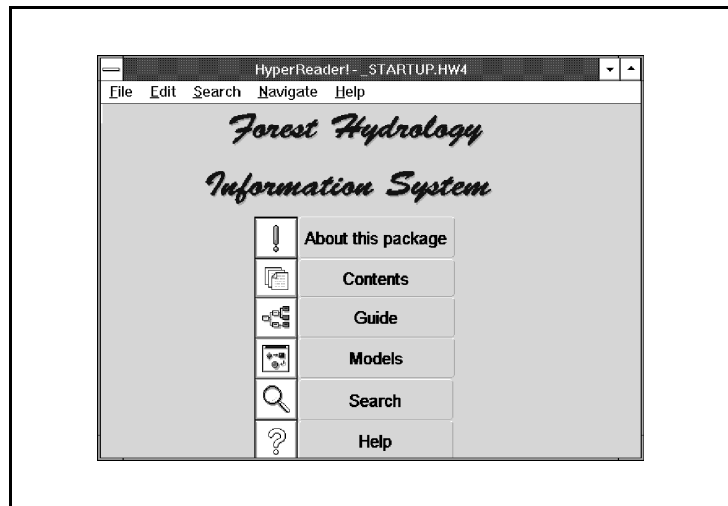 HyperReader! - _STARTUP.HW4
File Edit Search Navigate Help
Forest Hydrology
Information System
About this package
Contents
Guide
Models
Search
Help